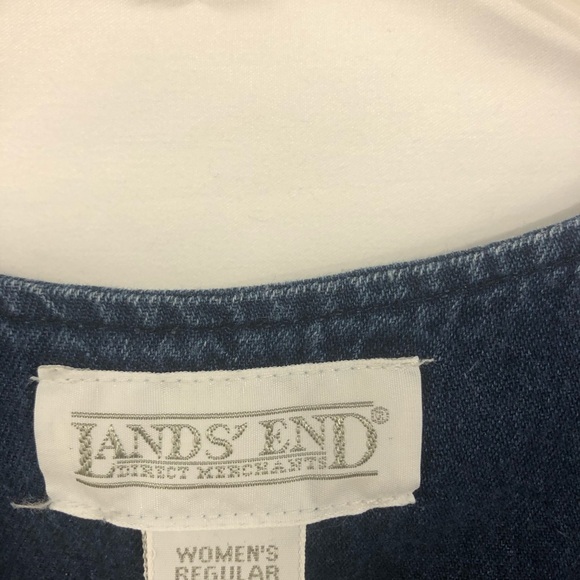 LANDS' END®
DIRECT MERCHANTS
WOMEN'S
REGULAR